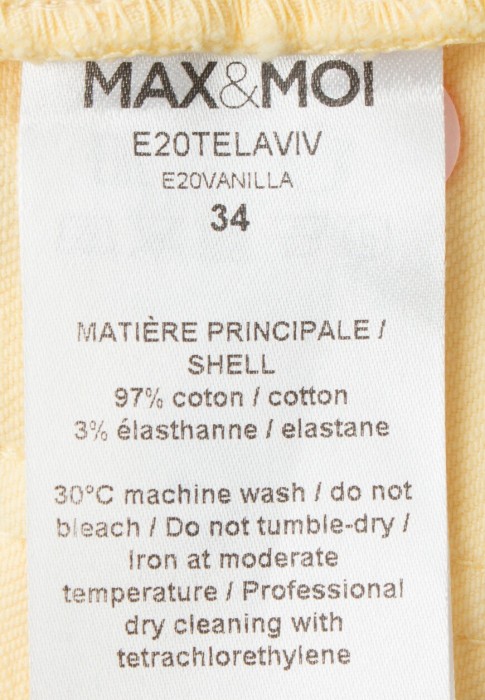 MAX&MOI
E20TELAVIV
E20VANILLA
34
MATIÈRE PRINCIPALE /
SHELL
97% coton / cotton
3% élasthanne / elastane
30°C machine wash / do not
bleach / Do not tumble-dry /
Iron at moderate
temperature / Professional
dry cleaning with
tetrachlorethylene